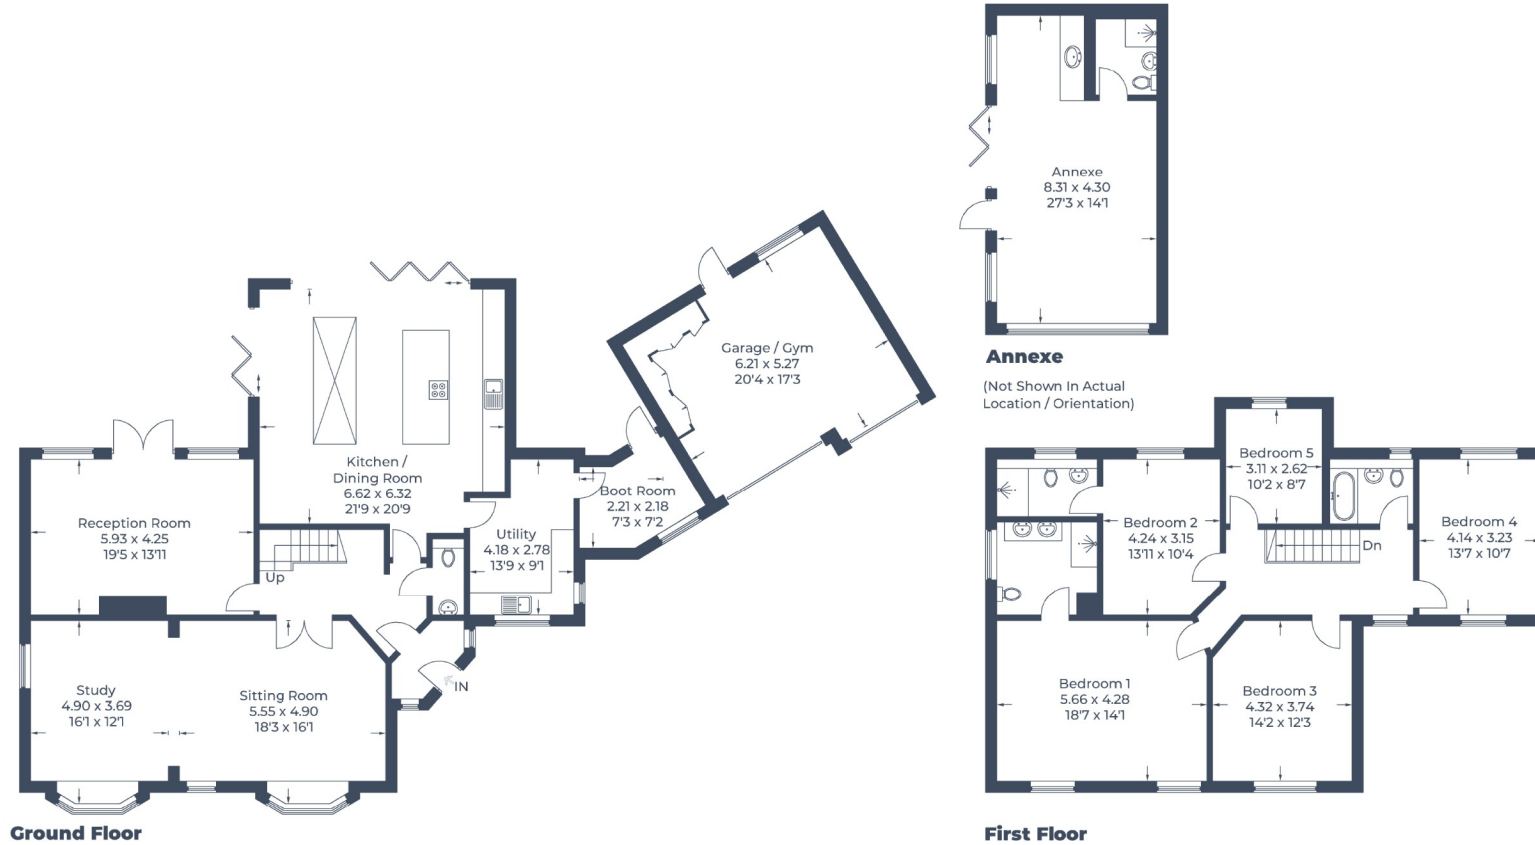 Annexe
8.31 x 4.30
27'3 x 14'1
Annexe
(Not Shown In Actual
Location / Orientation)
Garage / Gym
6.21 x 5.27
20'4 x 17'3
Kitchen /
Dining Room
6.62 x 6.32
21'9 x 20'9
Boot Room
2.21 x 2.18
7'3 x 7'2
Reception Room
5.93 x 4.25
19'5 x 13'11
Utility
4.18 x 2.78
13'9 x 9'1
Up
Study
4.90 x 3.69
16'1 x 12'1
Sitting Room
5.55 x 4.90
18'3 x 16'1
IN
Ground Floor
Bedroom 5
3.11 x 2.62
10'2 x 8'7
Bedroom 2
4.24 x 3.15
13'11 x 10'4
Bedroom 4
4.14 x 3.23
13'7 x 10'7
Dn
Bedroom 1
5.66 x 4.28
18'7 x 14'1
Bedroom 3
4.32 x 3.74
14'2 x 12'3
First Floor